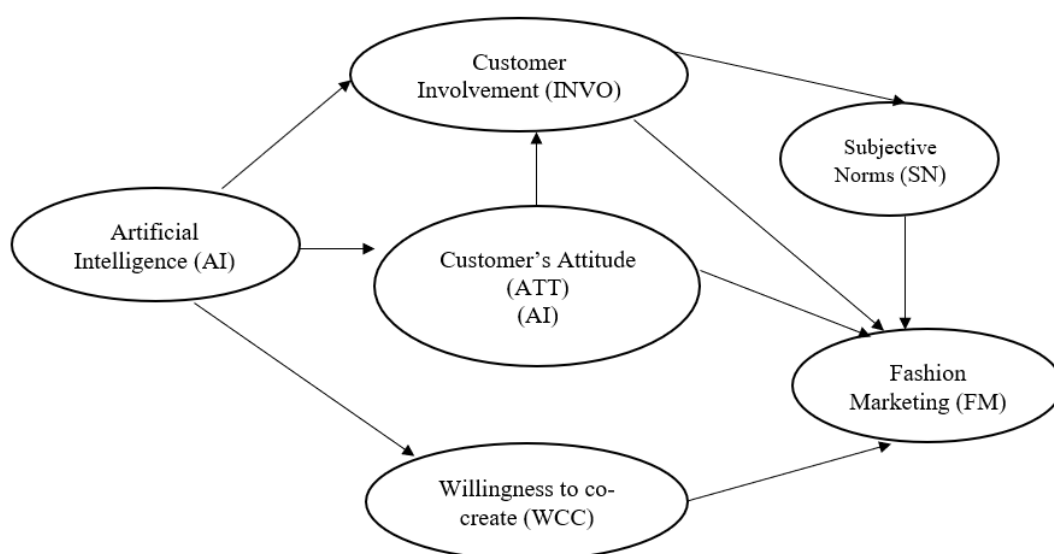 Customer
Involvement (INVO)
Subjective
Norms (SN)
Artificial
Intelligence (AI)
Customer’s Attitude
(ATT)
(AI)
Fashion
Marketing (FM)
Willingness to co-
create (WCC)